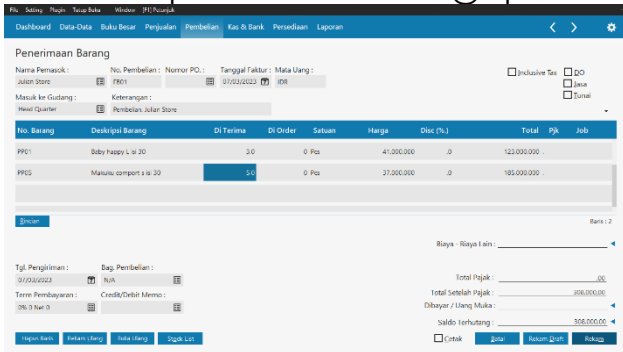 File Setting Plugin Tutup Buku Window [F1] Petunjuk
Dashboard Data-Data Buku Besar Penjualan Pembelian Kas & Bank Persediaan Laporan
Penerimaan Barang
Nama Pemasok : No. Pembelian : Nomor PO. : Tanggal Faktur : Mata Uang :
Julian Store FB01 07/03/2023 IDR
Inclusive Tax DO
Jasa
Tunai
Masuk ke Gudang : Keterangan :
Head Quarter Pembelian, Julian Store
No. Barang Deskripsi Barang Di Terima Di Order Satuan Harga Disc (%.) Total Pjk Job
PP01 Baby happy L isi 30 3.0 0 Pcs 41.000.000 .0 123.000.000 .
PP05 Makuku comport s isi 30 5.0 0 Pcs 37.000.000 .0 185.000.000 .
Rincian Baris : 2
Biaya - Biaya Lain :
Tgl. Pengiriman : Bag. Pembelian :
07/03/2023 N/A
Total Pajak : .00
Term Pembayaran : Credit/Debit Memo :
0% 0 Net 0
Total Setelah Pajak : 308.000,00
Dibayar / Uang Muka :
Saldo Terhutang : 308.000,00
Hapus Baris Rekam Ulang Buka Ulang Stock List Cetak Batal Rekam Draft Rekam